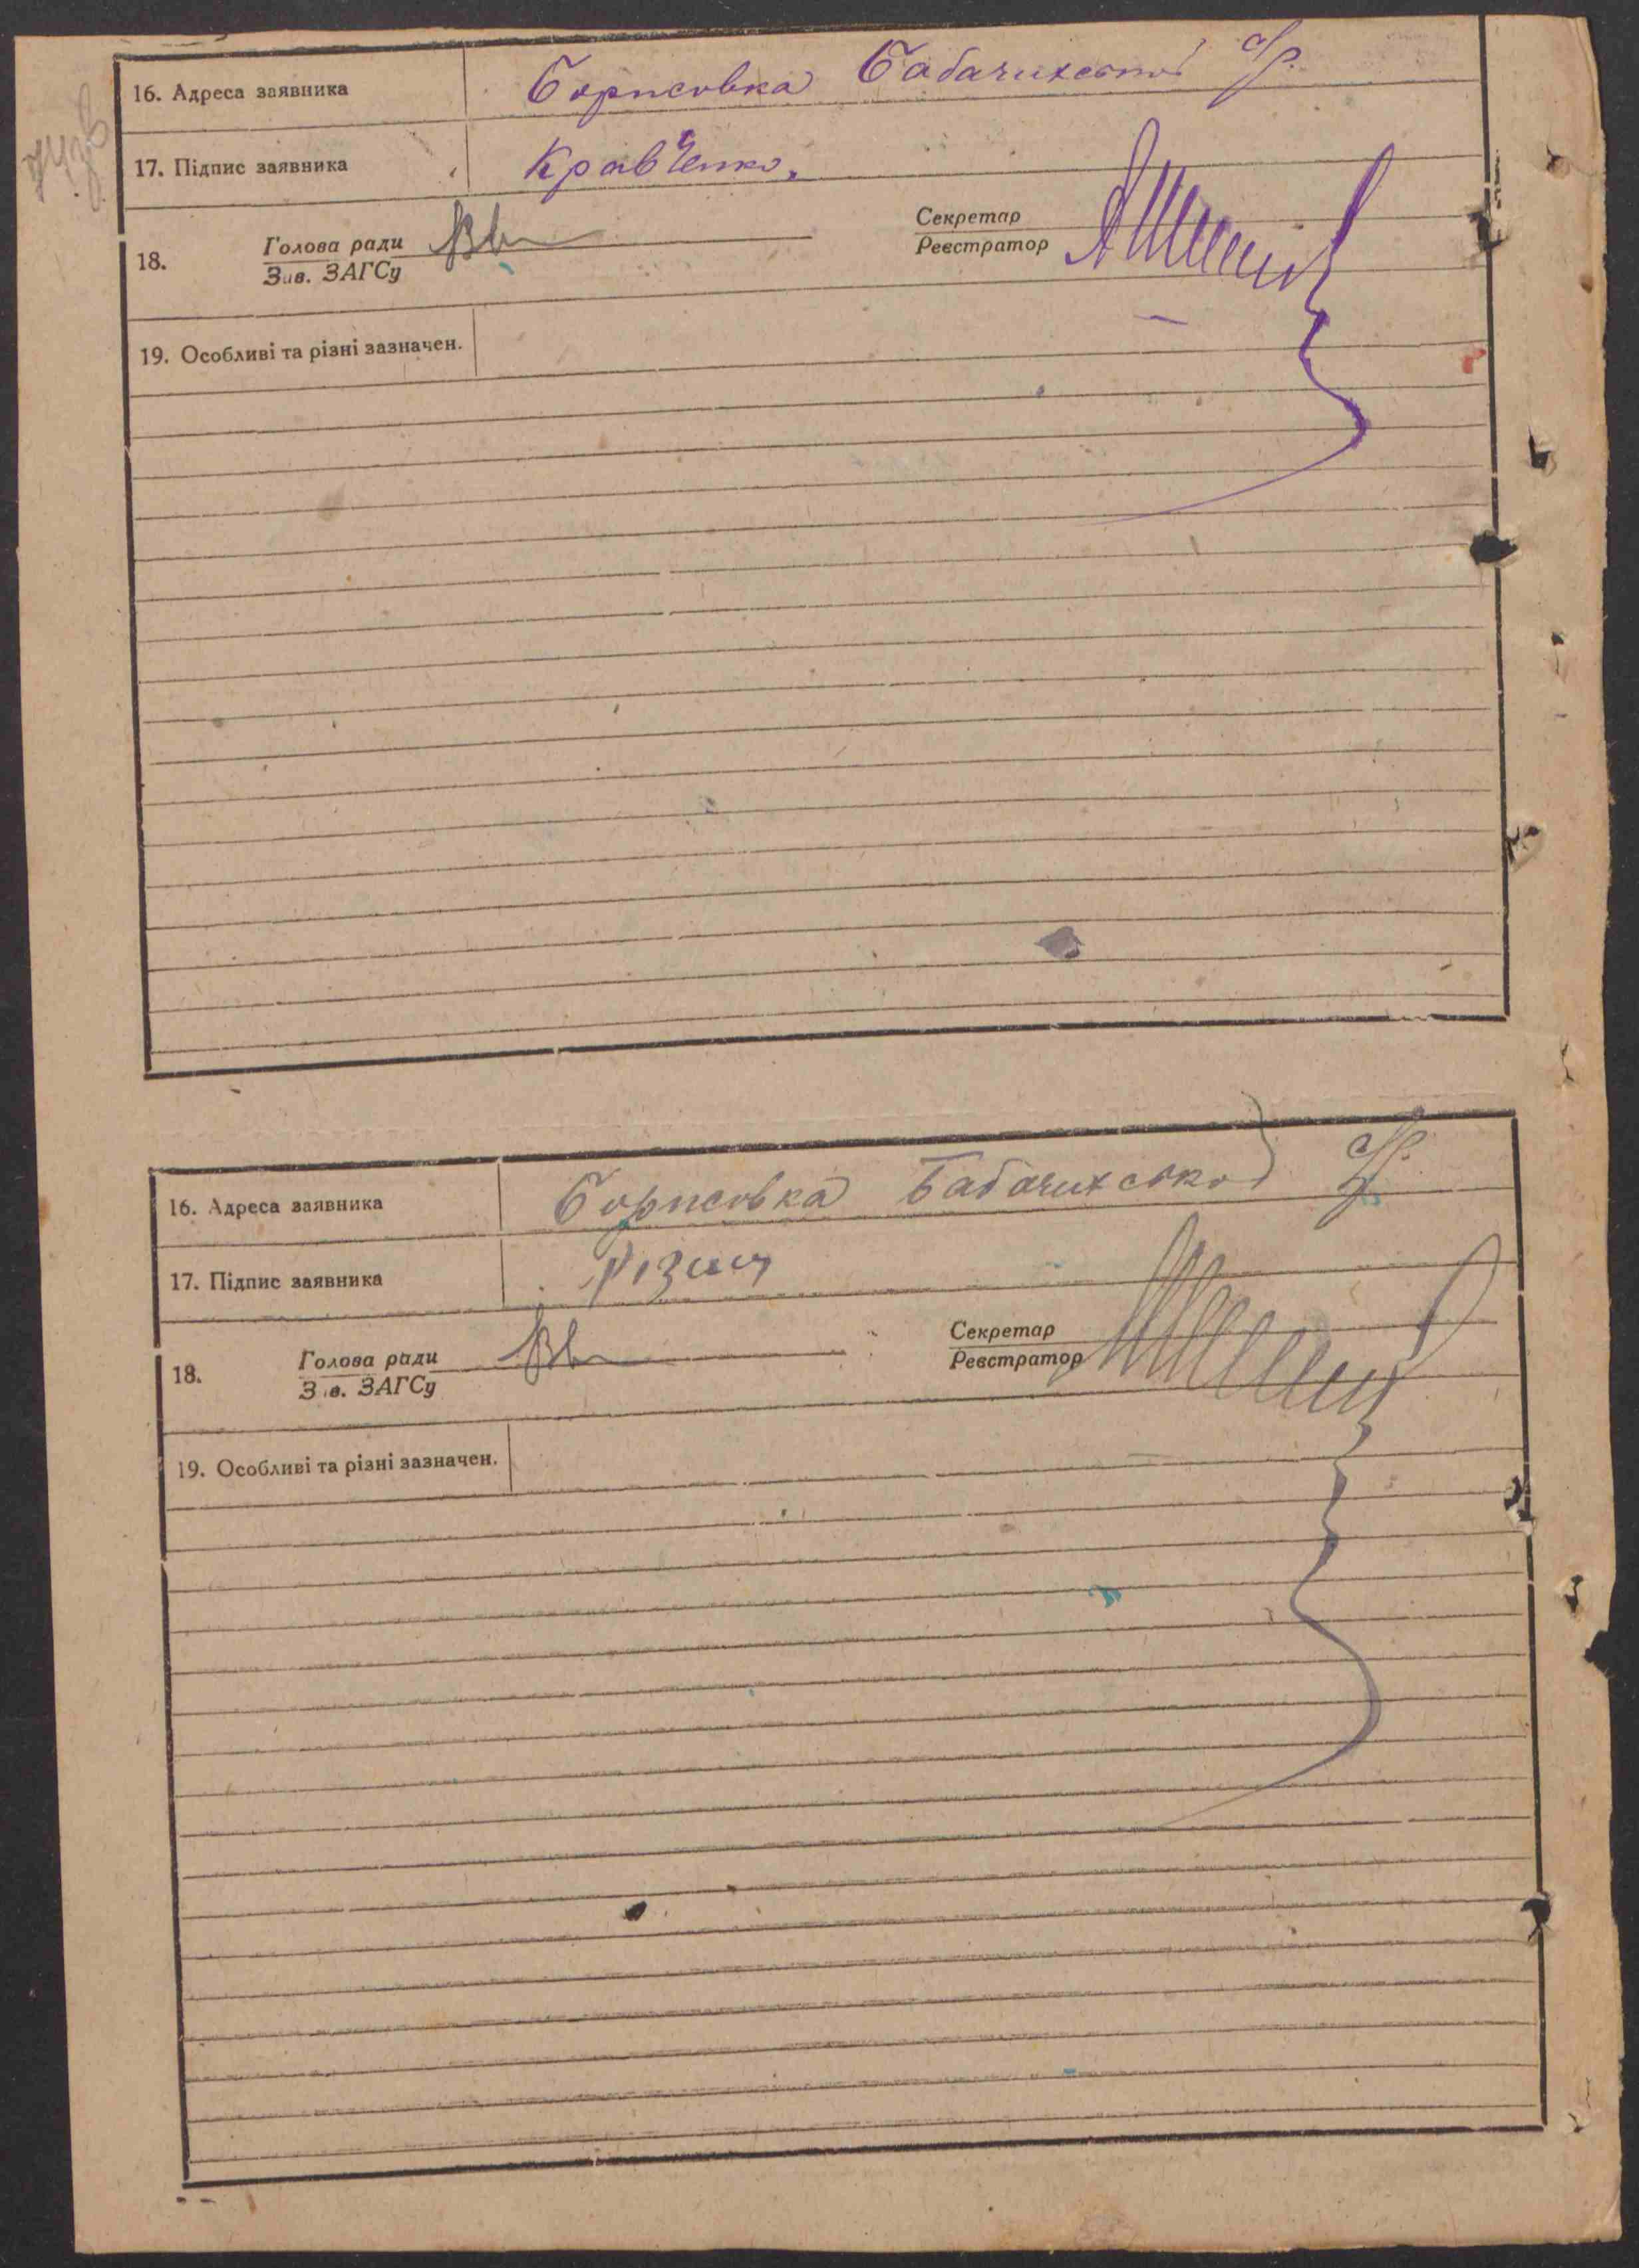 16. Адреса заявника Борисовка Бабачихської с/р.
17. Підпис заявника Кравченко.
18. Голова ради Секретар
Зав. ЗАГСу Реєстратор
19. Особливі та різні зазначен.
16. Адреса заявника Борисовка Бабачихської с/р.
17. Підпис заявника
18. Голова ради Секретар
Зав. ЗАГСу Реєстратор
19. Особливі та різні зазначен.